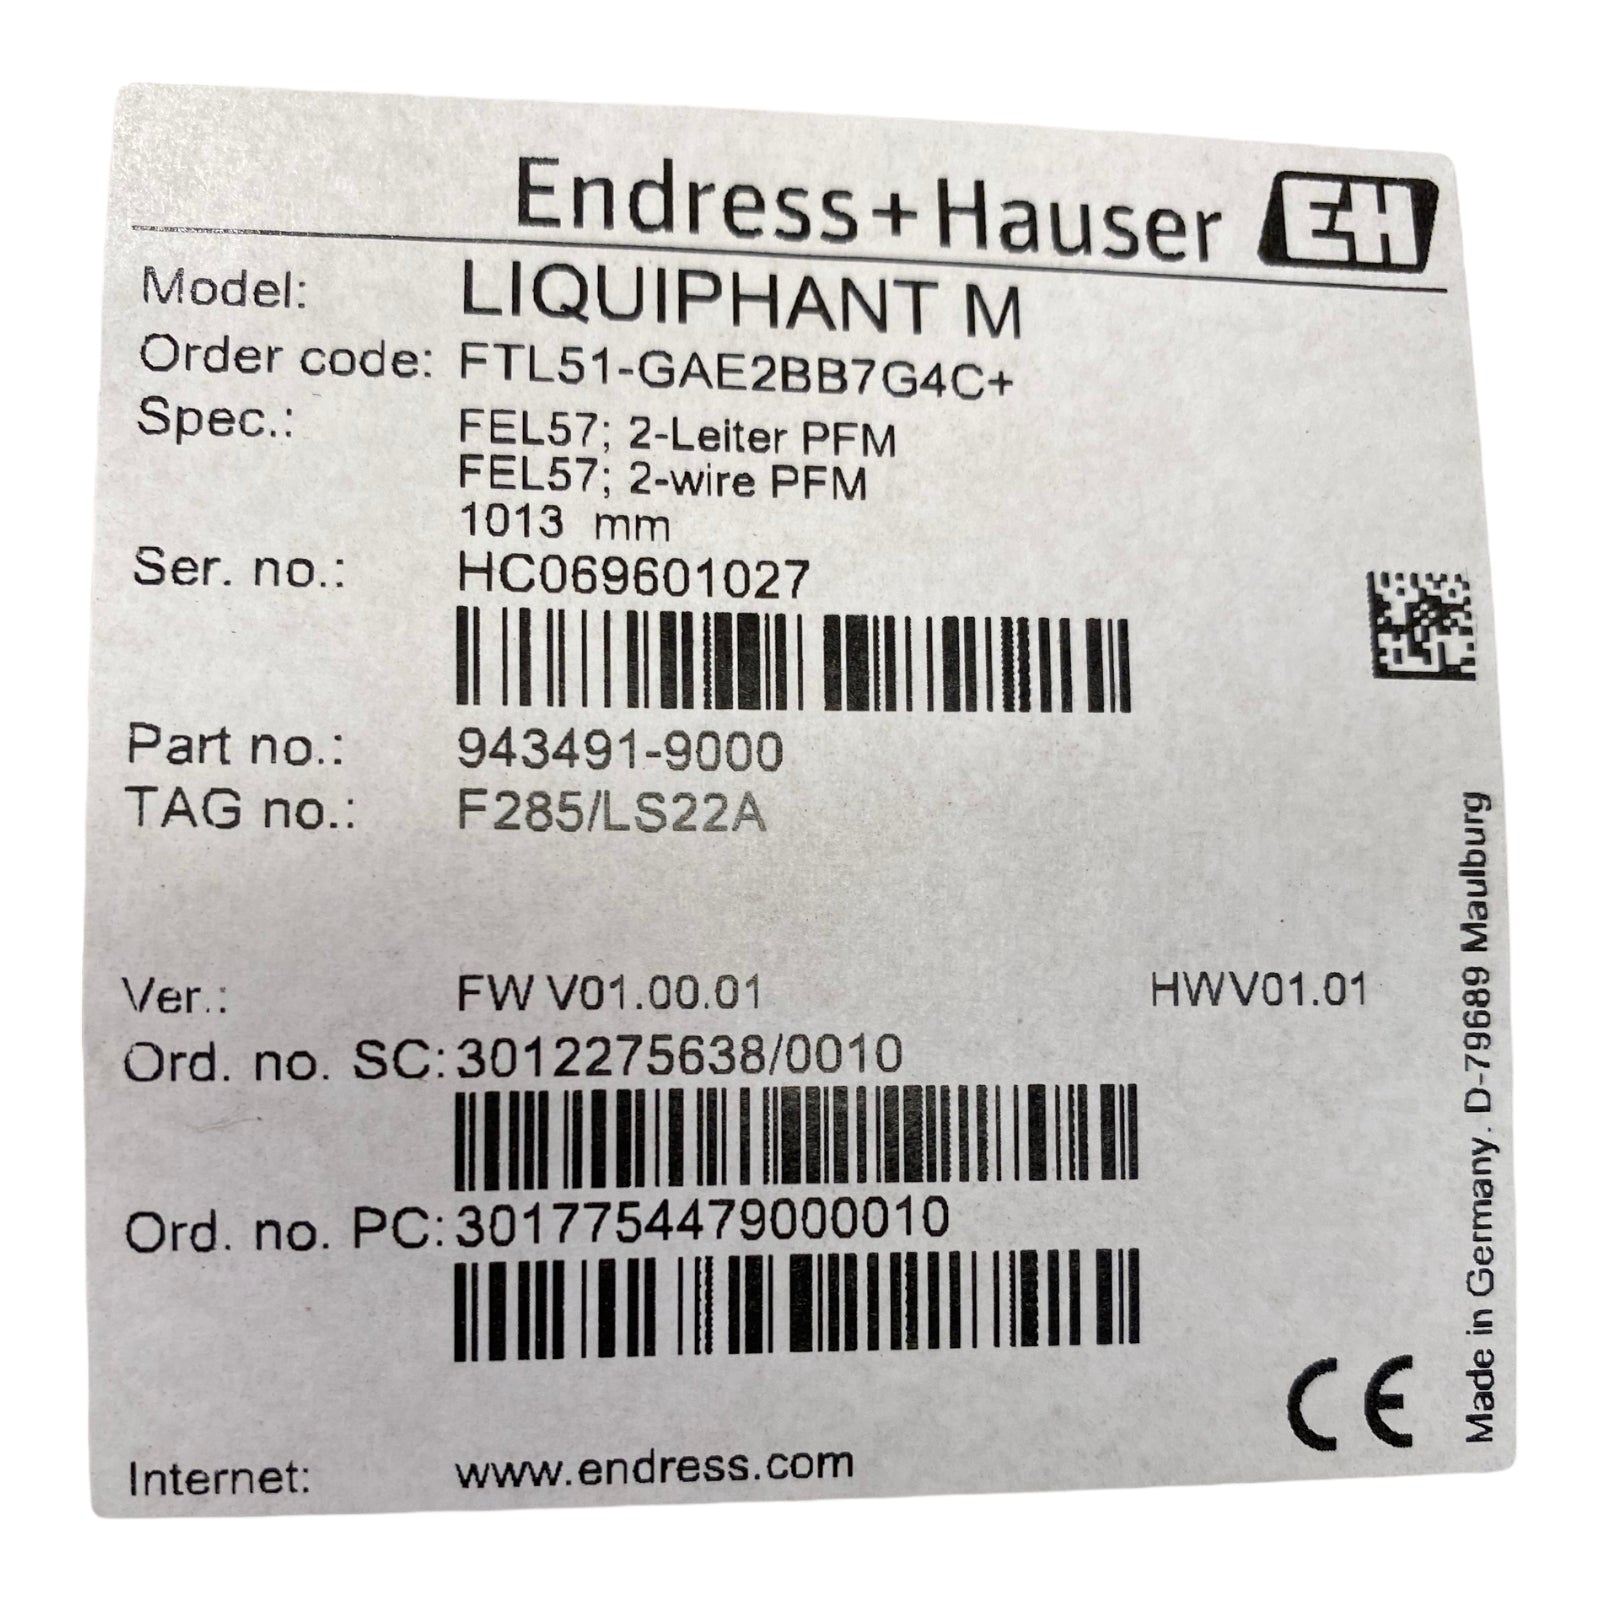 Endress+Hauser EH
Model: LIQUIPHANT M
Order code: FTL51-GAE2BB7G4C+
Spec.: FEL57; 2-Leiter PFM
FEL57; 2-wire PFM
1013 mm
Ser. no.: HC069601027
Part no.: 943491-9000
TAG no.: F285/LS22A
Ver.: FW V01.00.01 HWV01.01
Ord. no. SC: 3012275638/0010
Ord. no. PC: 3017754479000010
Internet: www.endress.com
CE
Made in Germany. D-79689 Maulburg